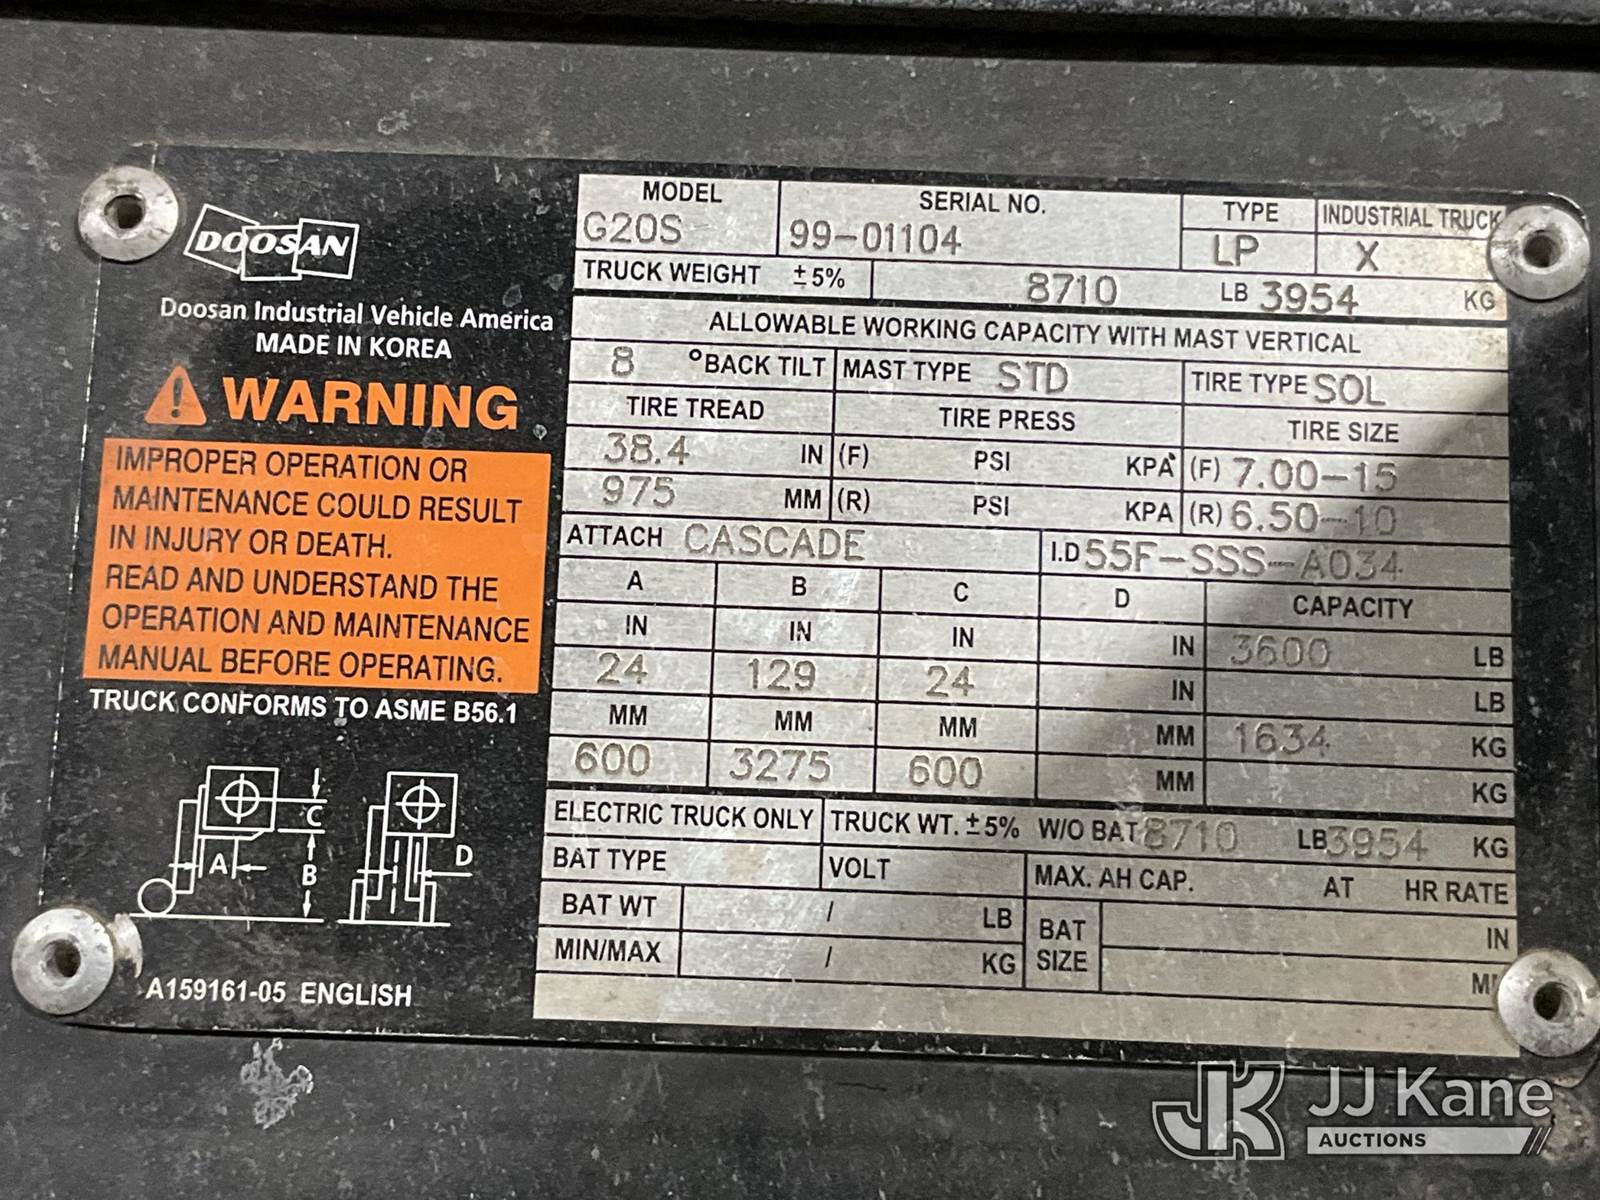 DOOSAN
Doosan Industrial Vehicle America
MADE IN KOREA
WARNING
IMPROPER OPERATION OR
MAINTENANCE COULD RESULT
IN INJURY OR DEATH.
READ AND UNDERSTAND THE
OPERATION AND MAINTENANCE
MANUAL BEFORE OPERATING.
TRUCK CONFORMS TO ASME B56.1
C
A B D
A159161-05 ENGLISH
MODEL SERIAL NO. TYPE INDUSTRIAL TRUCK
G20S 99-01104 LP X
TRUCK WEIGHT ±5% 8710 LB 3954 KG
ALLOWABLE WORKING CAPACITY WITH MAST VERTICAL
8 °BACK TILT MAST TYPE STD TIRE TYPE SOL
TIRE TREAD TIRE PRESS TIRE SIZE
38.4 IN (F) PSI KPA (F) 7.00-15
975 MM (R) PSI KPA (R) 6.50-10
ATTACH CASCADE I.D 55F-SSS-A034
A B C D CAPACITY
IN IN IN IN 3600 LB
24 129 24 IN LB
MM MM MM MM 1634 KG
600 3275 600 MM KG
ELECTRIC TRUCK ONLY TRUCK WT. ±5% W/O BAT 8710 LB 3954 KG
BAT TYPE VOLT MAX. AH CAP. AT HR RATE
BAT WT / LB BAT IN
MIN/MAX / KG SIZE
JK JJ Kane
AUCTIONS